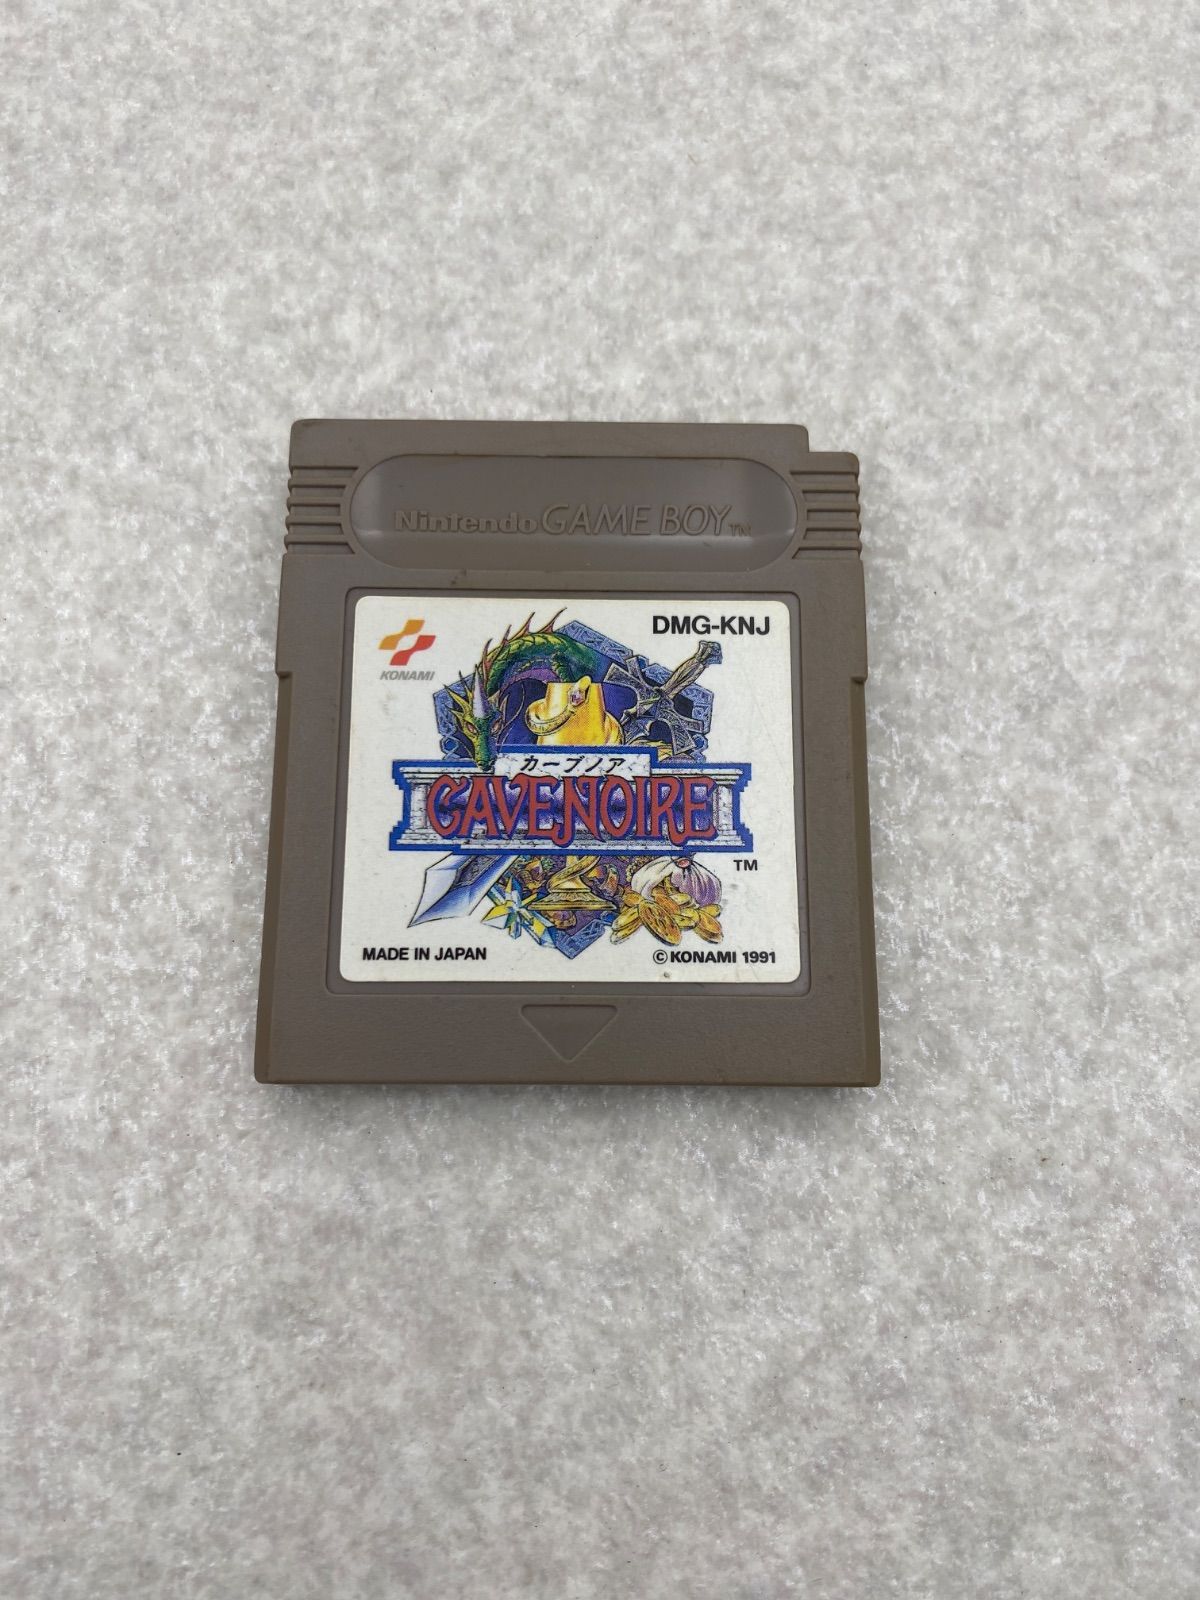 Nintendo GAME BOY TM
DMG-KNJ
KONAMI
カーブノア
CAVENOIRE
TM
MADE IN JAPAN
© KONAMI 1991